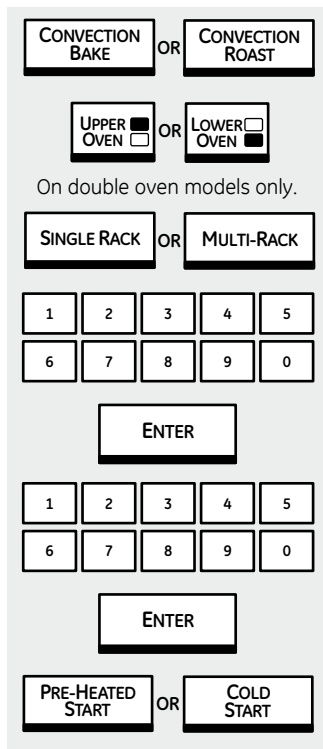 CONVECTION BAKE OR CONVECTION ROAST
UPPER OVEN OR LOWER OVEN
On double oven models only.
SINGLE RACK OR MULTI-RACK
1 2 3 4 5
6 7 8 9 0
ENTER
1 2 3 4 5
6 7 8 9 0
ENTER
PRE-HEATED START OR COLD START